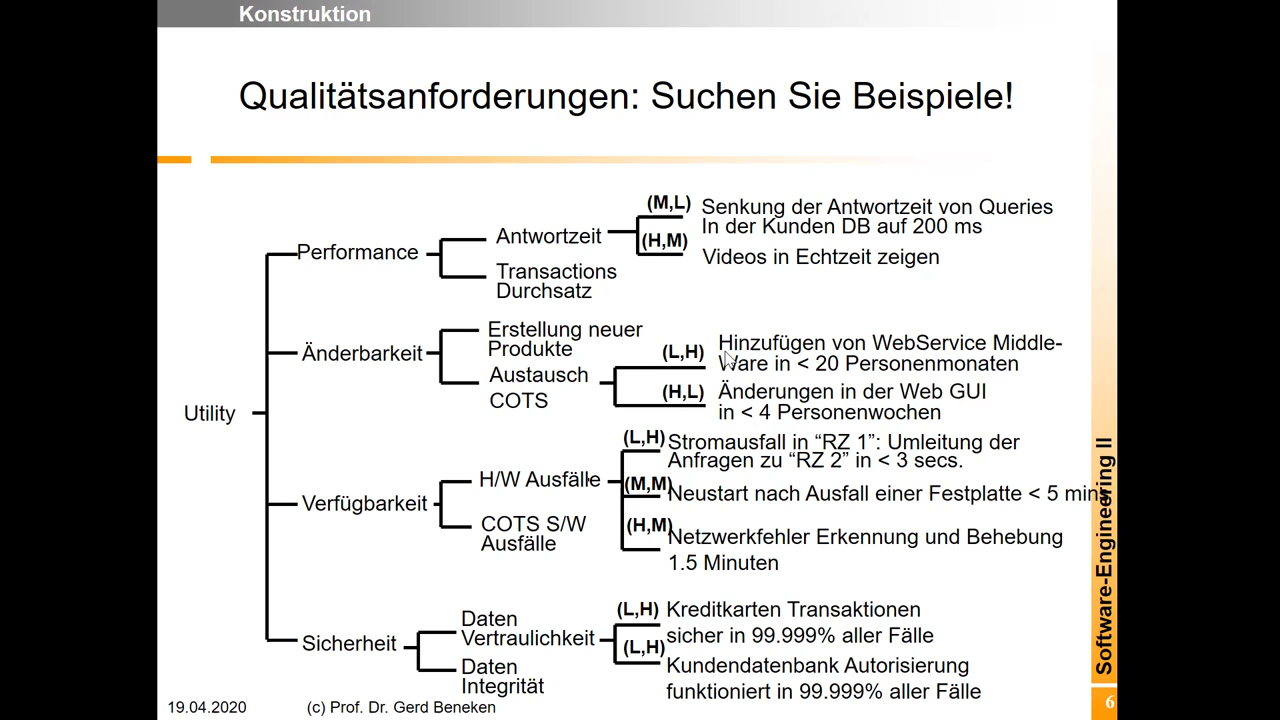 Konstruktion
Qualitätsanforderungen: Suchen Sie Beispiele!
Utility
Performance
Antwortzeit
(M,L)
Senkung der Antwortzeit von Queries
In der Kunden DB auf 200 ms
(H,M)
Videos in Echtzeit zeigen
Transactions
Durchsatz
Änderbarkeit
Erstellung neuer
Produkte
Austausch
COTS
(L,H)
Hinzufügen von WebService Middle-
Ware in < 20 Personenmonaten
(H,L)
Änderungen in der Web GUI
in < 4 Personenwochen
Verfügbarkeit
H/W Ausfälle
(L,H)
Stromausfall in “RZ 1”: Umleitung der
Anfragen zu “RZ 2” in < 3 secs.
(M,M)
Neustart nach Ausfall einer Festplatte < 5 min
(H,M)
Netzwerkfehler Erkennung und Behebung
1.5 Minuten
COTS S/W
Ausfälle
Sicherheit
Daten
Vertraulichkeit
(L,H)
Kreditkarten Transaktionen
sicher in 99.999% aller Fälle
(L,H)
Kundendatenbank Autorisierung
funktioniert in 99.999% aller Fälle
Daten
Integrität
19.04.2020
(c) Prof. Dr. Gerd Beneken
Software-Engineering II
6